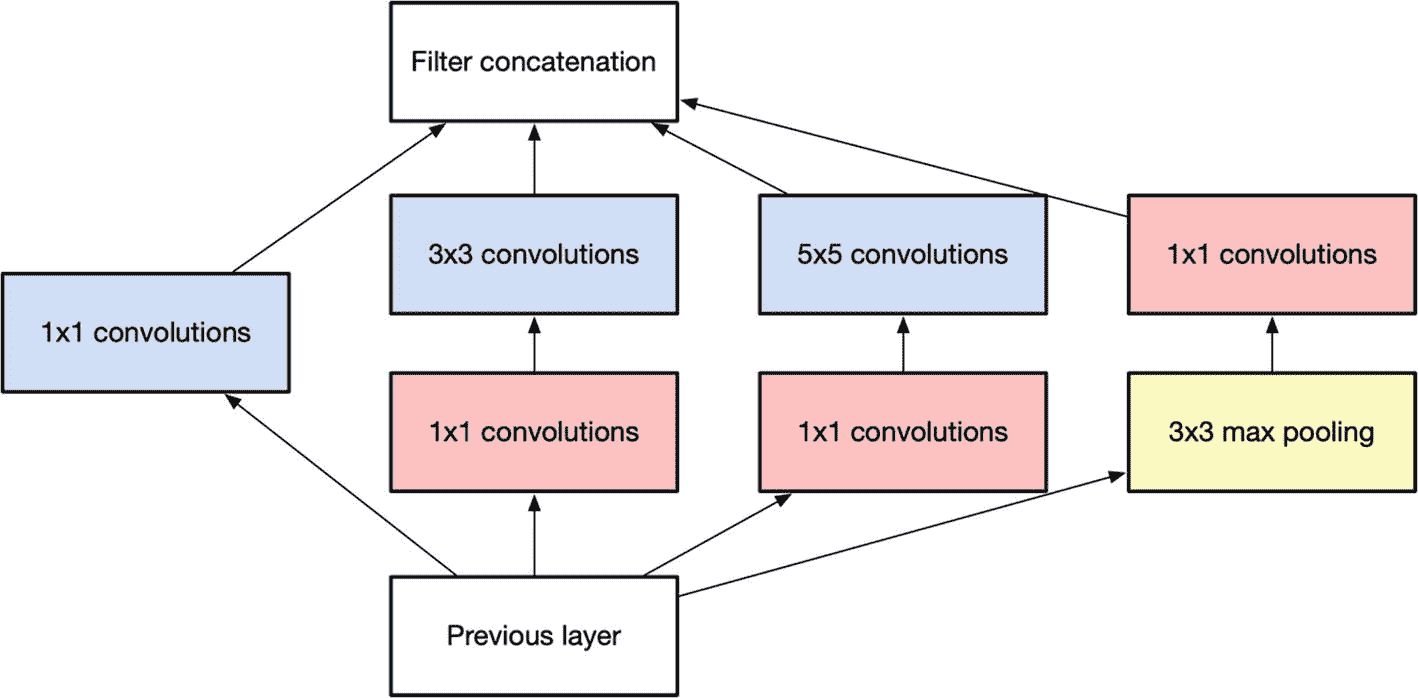 Filter concatenation
3x3 convolutions
5x5 convolutions
1x1 convolutions
1x1 convolutions
1x1 convolutions
1x1 convolutions
3x3 max pooling
Previous layer